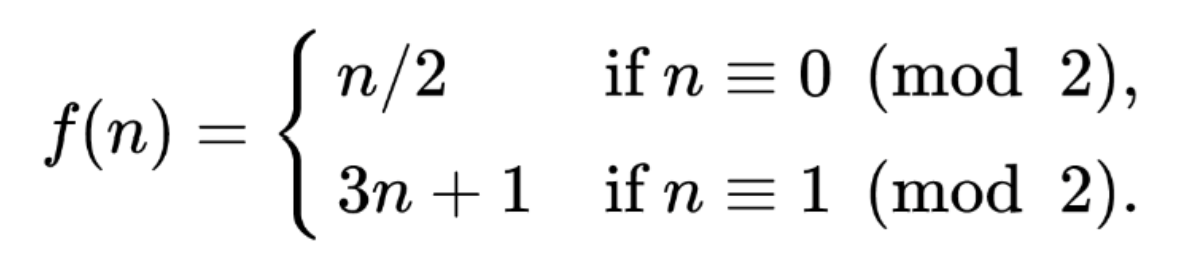 f(n) = { n/2 if n ≡ 0 (mod 2),
3n + 1 if n ≡ 1 (mod 2).